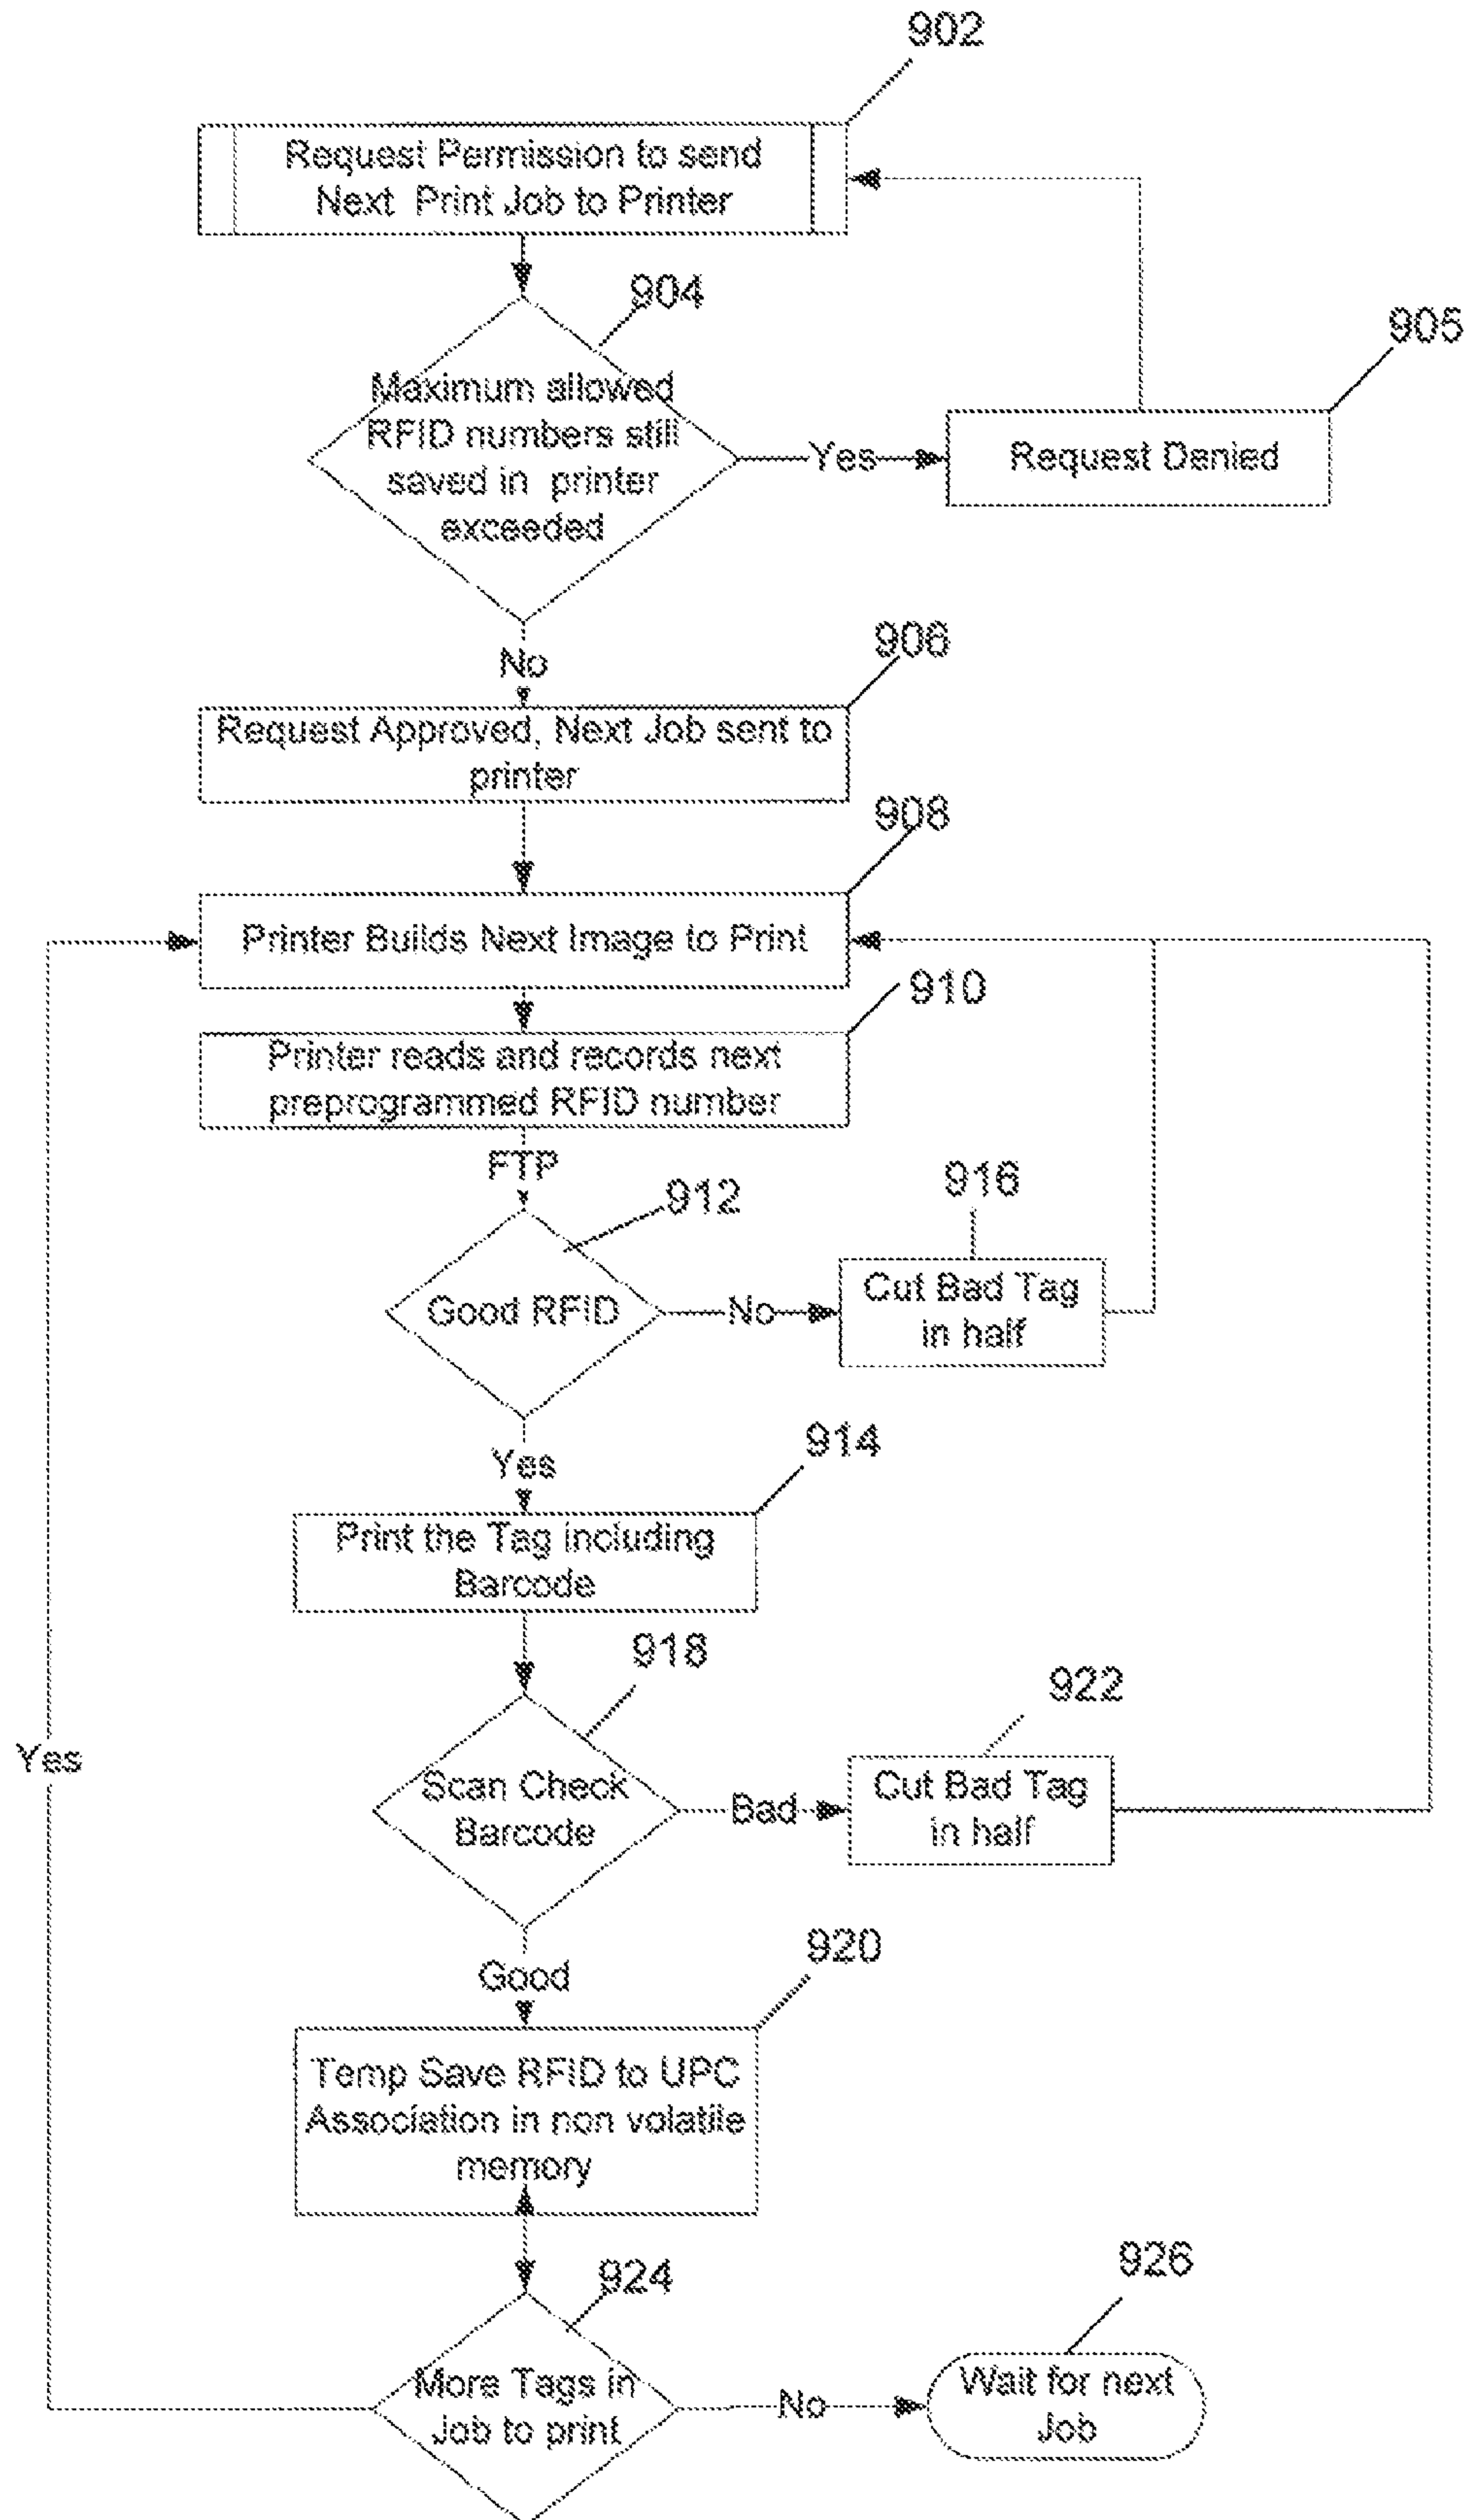 902
Request Permission to send
Next Print Job to Printer
904
Maximum allowed
RFID numbers still
saved in printer
exceeded
Yes
905
Request Denied
No
906
Request Approved, Next Job sent to
printer
908
Printer Builds Next Image to Print
910
Printer reads and records next
preprogrammed RFID number
FTP
912
Good RFID
No
916
Cut Bad Tag
in half
Yes
914
Print the Tag including
Barcode
918
Scan Check
Barcode
Bad
922
Cut Bad Tag
in half
Yes
Good
920
Temp Save RFID to UPC
Association in non volatile
memory
924
More Tags in
Job to print
No
926
Wait for next
Job